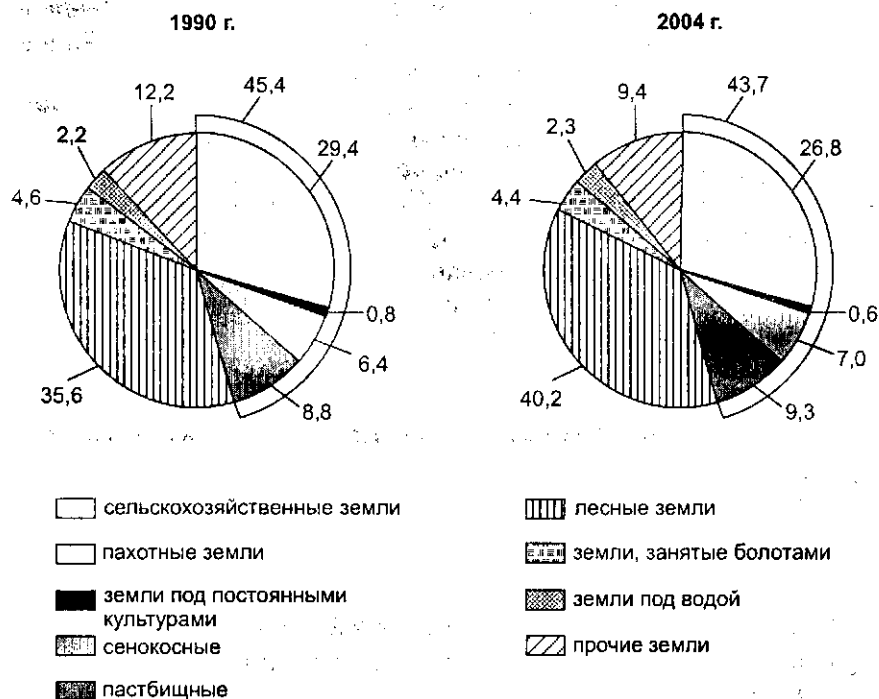 1990 г.
2004 г.
12,2
45,4
2,2
29,4
4,6
0,8
6,4
35,6
8,8
9,4
43,7
2,3
26,8
4,4
0,6
7,0
40,2
9,3
сельскохозяйственные земли
пахотные земли
земли под постоянными
культурами
сенокосные
пастбищные
лесные земли
земли, занятые болотами
земли под водой
прочие земли